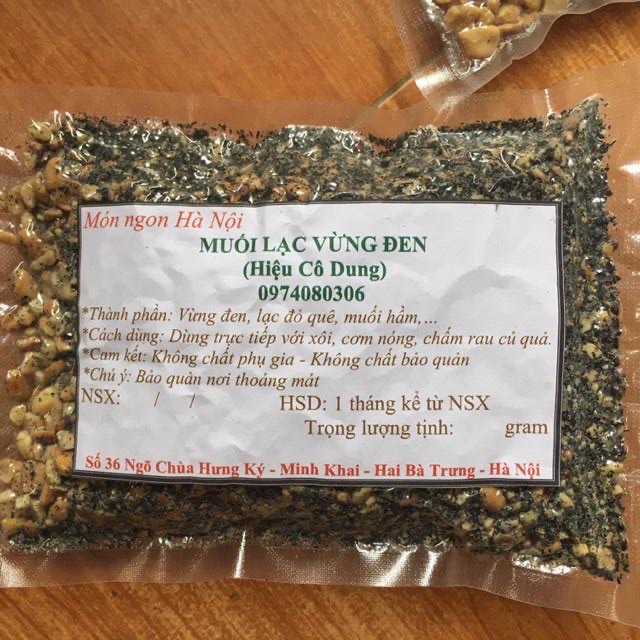 Món ngon Hà Nội
MUỐI LẠC VỪNG ĐEN
(Hiệu Cô Dung)
0974080306
*Thành phần: Vừng đen, lạc đỏ quê, muối hầm,...
*Cách dùng: Dùng trực tiếp với xôi, cơm nóng, chấm rau củ quả.
*Cam kết: Không chất phụ gia - Không chất bảo quản
*Chú ý: Bảo quản nơi thoáng mát
NSX: / / HSD: 1 tháng kể từ NSX
Trọng lượng tịnh: gram
Số 36 Ngõ Chùa Hưng Ký - Minh Khai - Hai Bà Trưng - Hà Nội